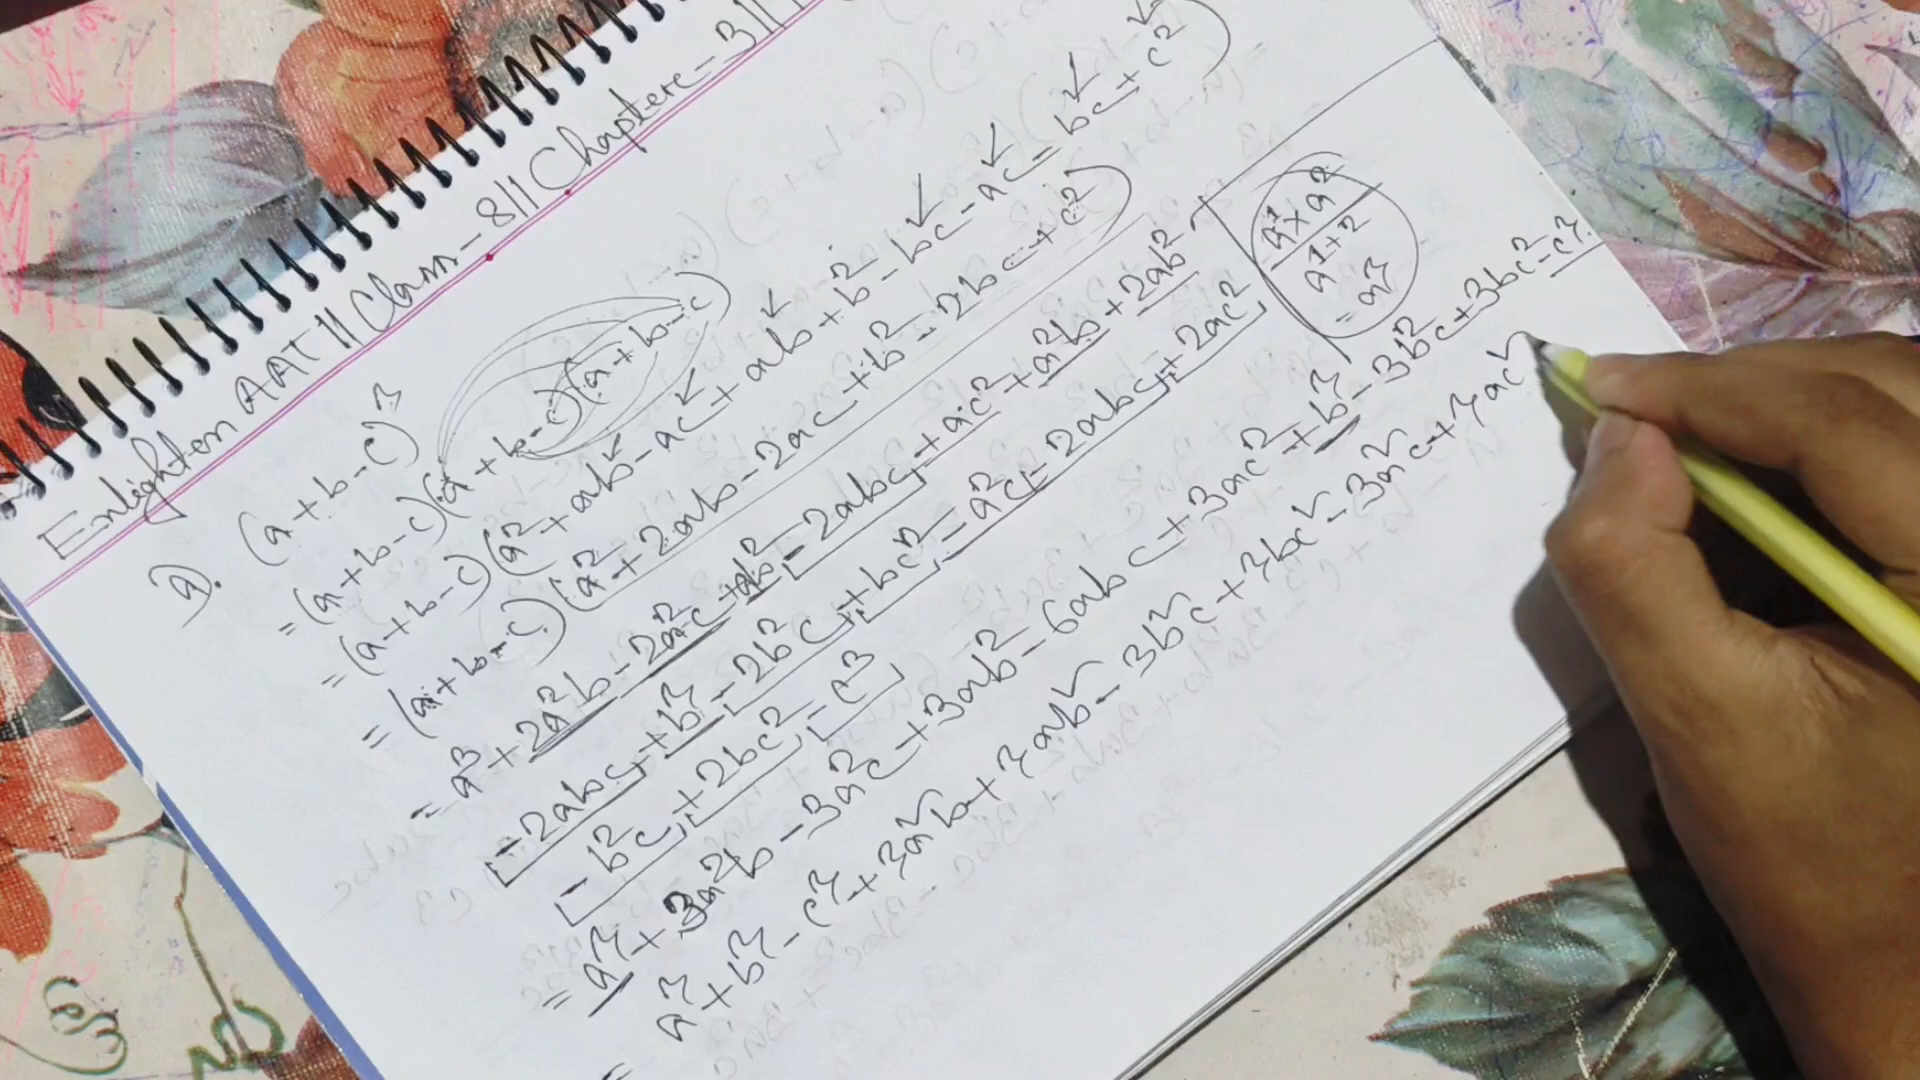 Enlighten AAT || Class-8 || Chaptere-3 ||
a). (a+b-c)³
= (a+b-c)(a+b-c)(a+b-c)
= (a+b-c)(a²+ab-ac+ab+b²-bc-ac-bc+c²)
= (a+b-c)(a²+2ab-2ac+b²-2bc+c²)
= a³+2a²b-2a²c+ab²-2abc+ac²+a²b+2ab²
-2abc+b³-2b²c+bc²-a²c-2abc+2ac²
-b²c+2bc²-c³
= a³+3a²b-3a²c+3ab²-6abc+3ac²+b³-3b²c+3bc²-c³.
= a³+b³-c³+3a²b+3ab²-3b²c+3bc²-3a²c+3ac²
a¹×a²
a¹⁺²
=a³